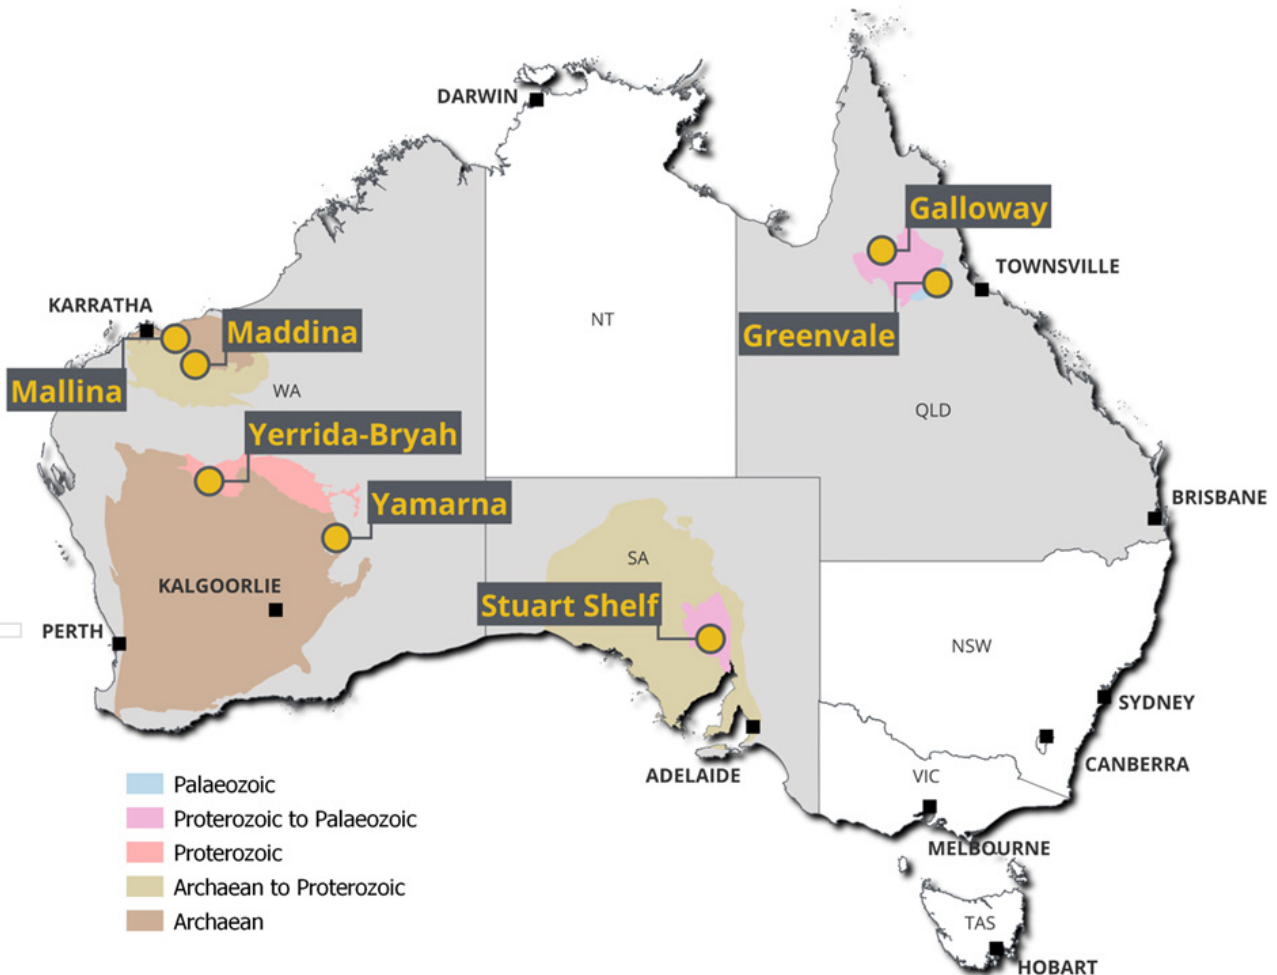 DARWIN
Galloway
TOWNSVILLE
KARRATHA
Maddina
NT
Greenvale
Mallina
WA
QLD
Yerrida-Bryah
Yamarna
BRISBANE
SA
KALGOORLIE
Stuart Shelf
PERTH
NSW
SYDNEY
ADELAIDE
CANBERRA
VIC
MELBOURNE
TAS
HOBART
Palaeozoic
Proterozoic to Palaeozoic
Proterozoic
Archaean to Proterozoic
Archaean